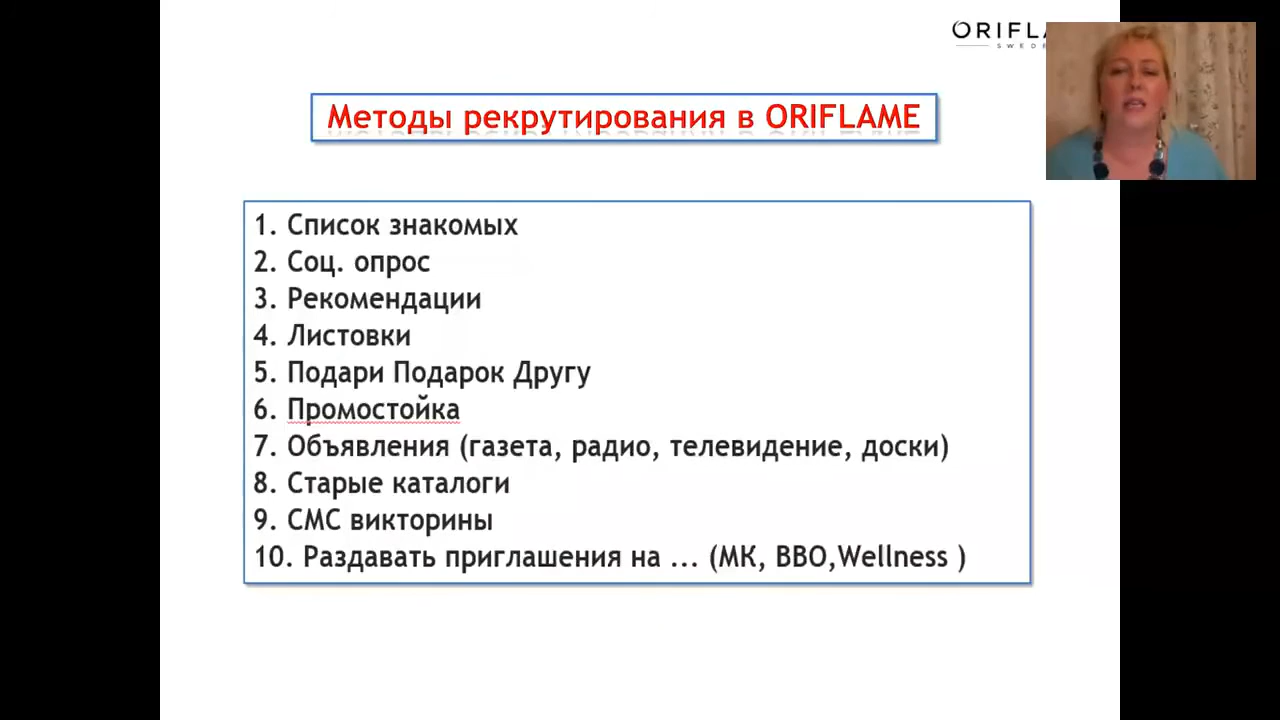 ORIFLA
SWEDE
Методы рекрутирования в ORIFLAME
1. Список знакомых
2. Соц. опрос
3. Рекомендации
4. Листовки
5. Подари Подарок Другу
6. Промостойка
7. Объявления (газета, радио, телевидение, доски)
8. Старые каталоги
9. СМС викторины
10. Раздавать приглашения на ... (МК, ВВО,Wellness )